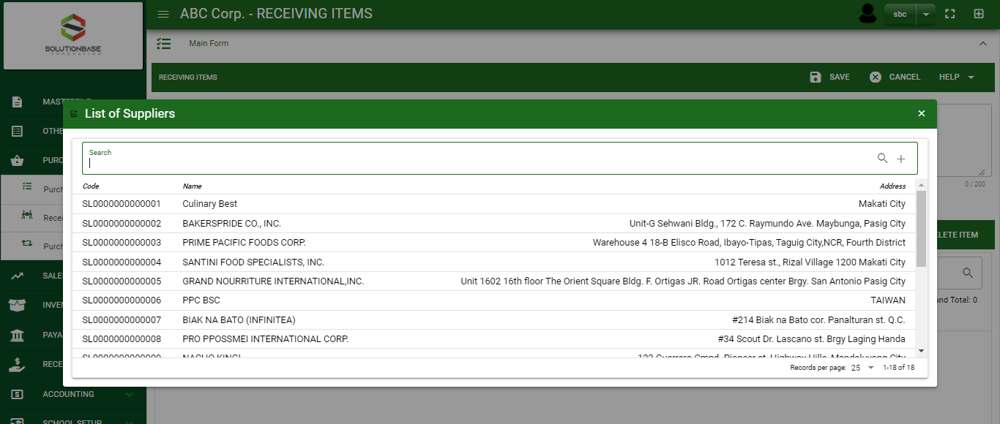 SOLUTIONBASE
CORPORATION
ABC Corp. - RECEIVING ITEMS
sbc
Main Form
RECEIVING ITEMS
SAVE
CANCEL
HELP
List of Suppliers
Search
Code Name Address
SL0000000000001 Culinary Best Makati City
SL0000000000002 BAKERSPRIDE CO., INC. Unit-G Sehwani Bldg., 172 C. Raymundo Ave. Maybunga, Pasig City
SL0000000000003 PRIME PACIFIC FOODS CORP. Warehouse 4 18-B Elisco Road, Ibayo-Tipas, Taguig City,NCR, Fourth District
SL0000000000004 SANTINI FOOD SPECIALISTS, INC. 1012 Teresa st., Rizal Village 1200 Makati City
SL0000000000005 GRAND NOURRITURE INTERNATIONAL,INC. Unit 1602 16th floor The Orient Square Bldg. F. Ortigas JR. Road Ortigas center Brgy. San Antonio Pasig City
SL0000000000006 PPC BSC TAIWAN
SL0000000000007 BIAK NA BATO (INFINITEA) #214 Biak na Bato cor. Panalturan st. Q.C.
SL0000000000008 PRO PPOSSMEI INTERNATIONAL CORP. #34 Scout Dr. Lascano st. Brgy Laging Handa
Records per page: 25 1-18 of 18
OTHE
PURC
Purch
Recei
Purch
SALE
INVEN
PAYA
RECE
ACCOUNTING
SCHOOL SETUP
0 / 200
ELETE ITEM
and Total: 0